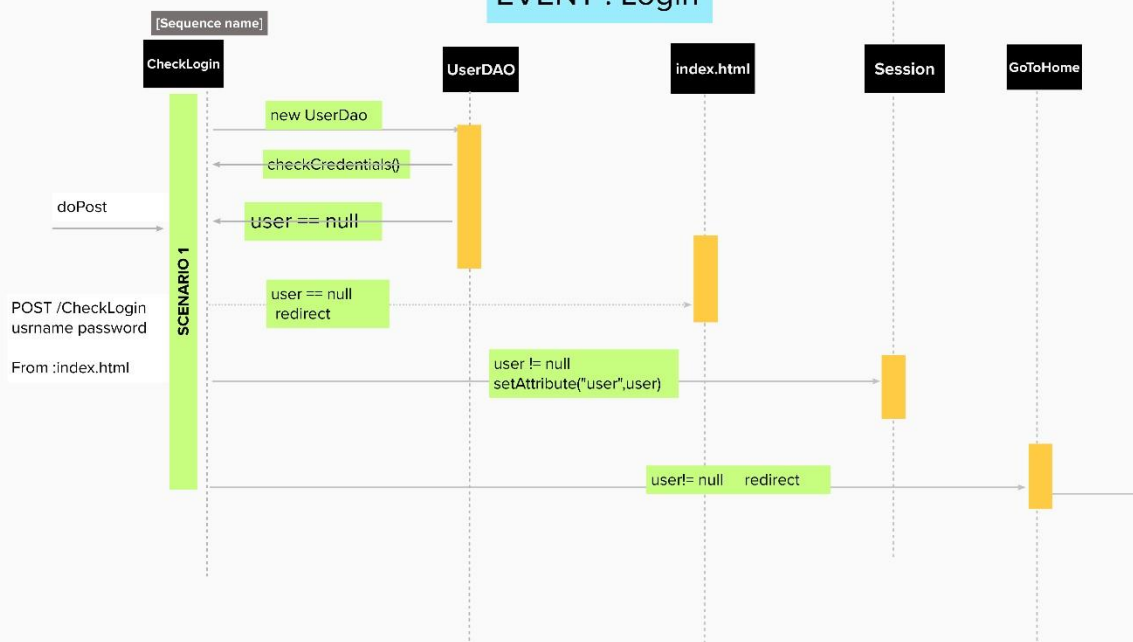 EVENT : Login
[Sequence name]
CheckLogin
UserDAO
index.html
Session
GoToHome
new UserDao
checkCredentials()
doPost
user == null
SCENARIO 1
user == null
redirect
POST /CheckLogin
usrname password
From :index.html
user != null
setAttribute("user",user)
user!= null redirect